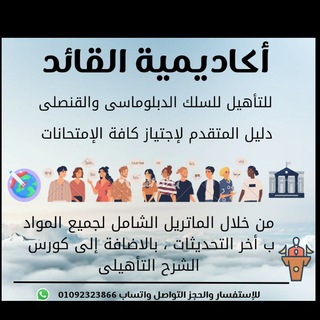 أكاديمية القائد
للتأهيل للسلك الدبلوماسى والقنصلى
دليل المتقدم لإجتياز كافة الإمتحانات
من خلال الماتريل الشامل لجميع المواد
ب أخر التحديثات ، بالاضافة إلى كورس
الشرح التأهيلى
للإستفسار والحجز التواصل واتساب 01092323866